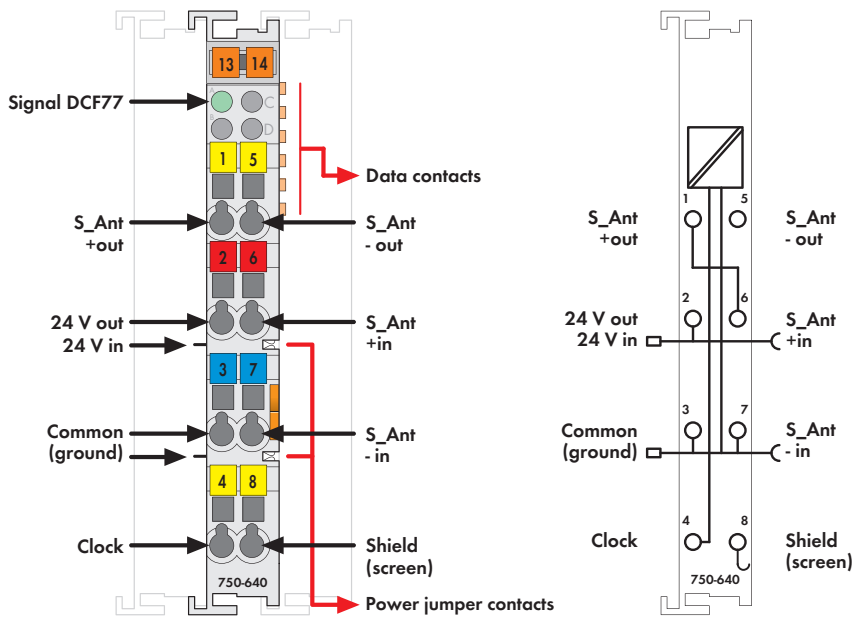 13 14
Signal DCF77
A
C
B
D
1 5
Data contacts
S_Ant
+out
S_Ant
- out
2 6
24 V out
24 V in
S_Ant
+in
3 7
Common
(ground)
S_Ant
- in
4 8
Clock
Shield
(screen)
750-640
Power jumper contacts
1 5
S_Ant
+out
S_Ant
- out
2 6
24 V out
24 V in
S_Ant
+in
3 7
Common
(ground)
S_Ant
- in
4 8
Clock
Shield
(screen)
750-640